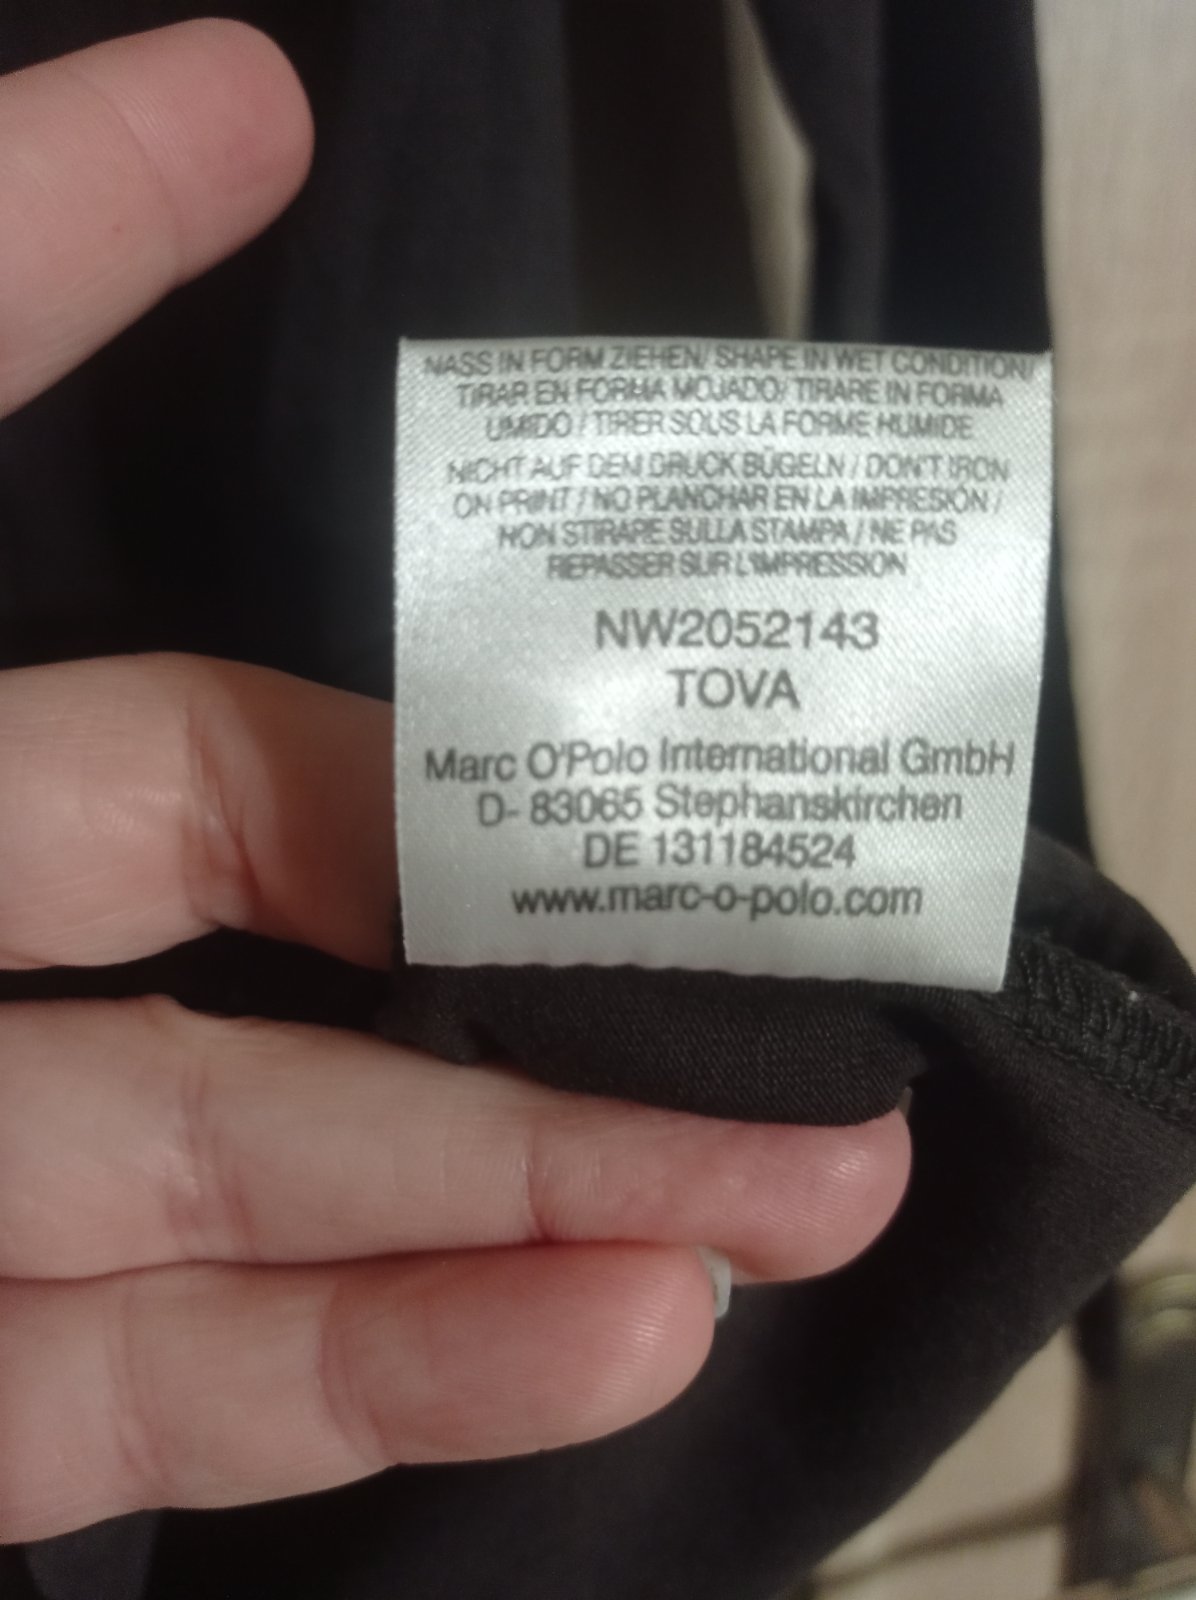 NASS IN FORM ZIEHEN/ SHAPE IN WET CONDITION/
TIRAR EN FORMA MOJADO/ TIRARE IN FORMA
UMIDO / TIRER SOUS LA FORME HUMIDE
NICHT AUF DEM DRUCK BÜGELN / DON'T IRON
ON PRINT / NO PLANCHAR EN LA IMPRESIÓN /
NON STIRARE SULLA STAMPA / NE PAS
REPASSER SUR L'IMPRESSION
NW2052143
TOVA
Marc O'Polo International GmbH
D- 83065 Stephanskirchen
DE 131184524
www.marc-o-polo.com